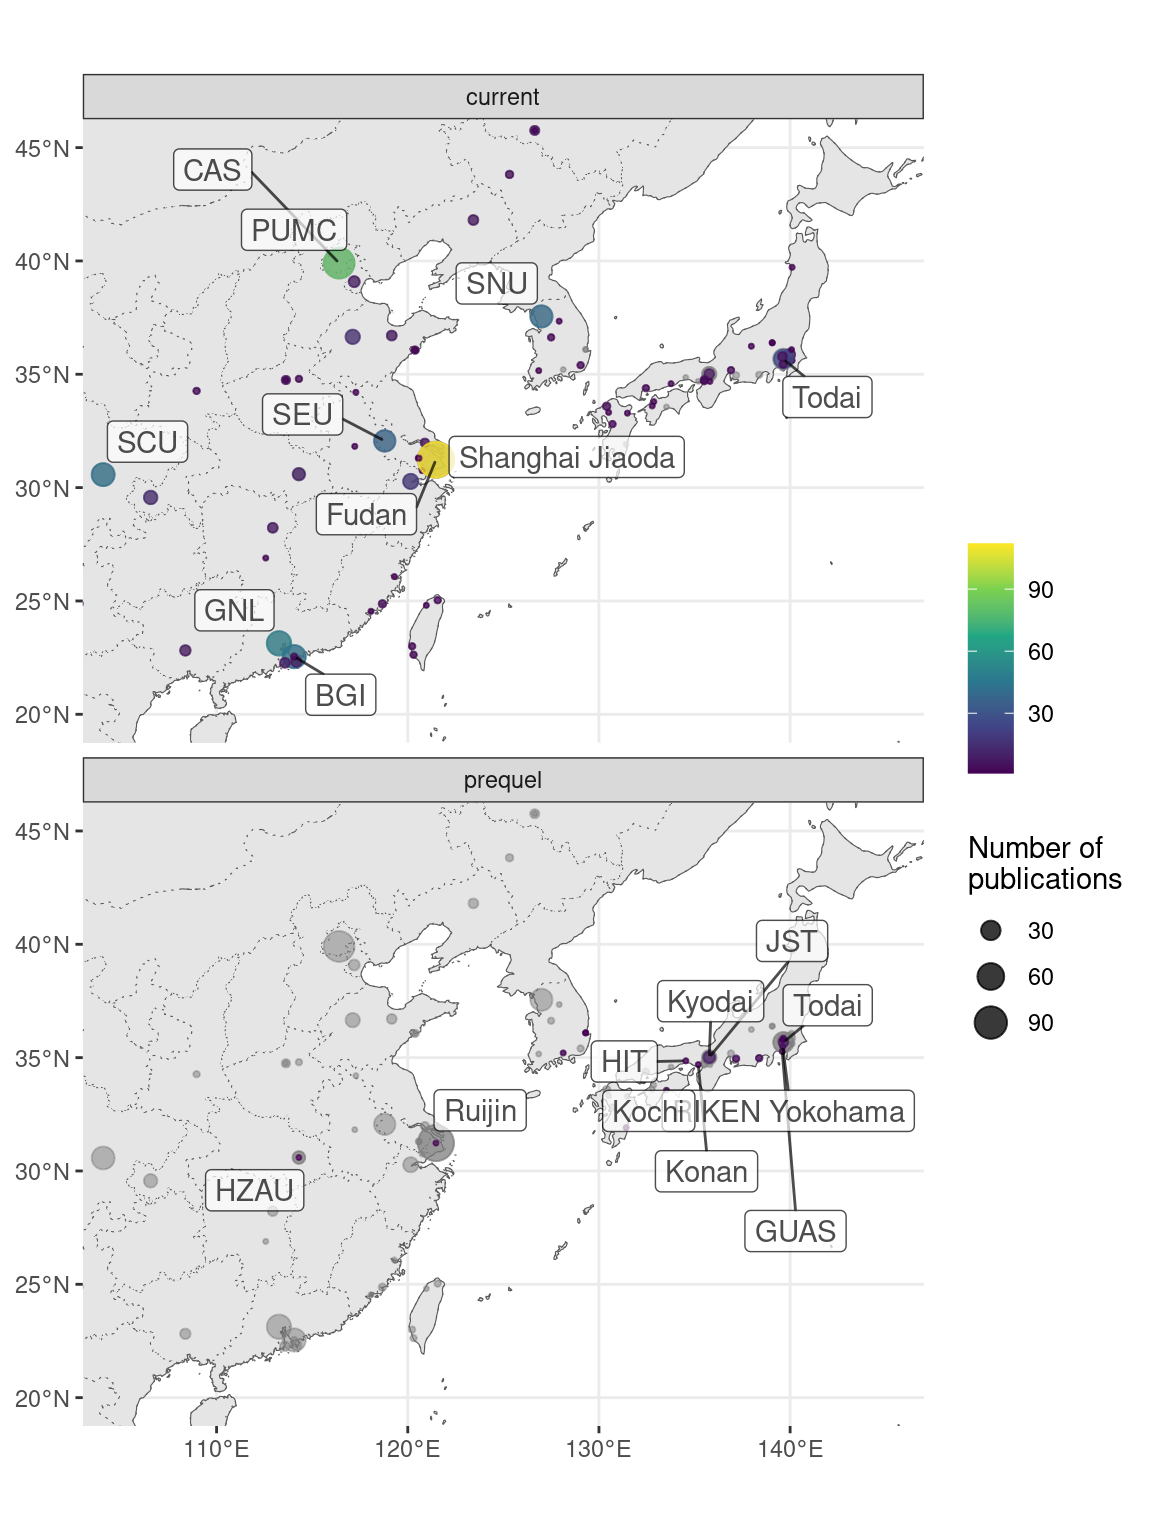 current
45°N
40°N
35°N
30°N
25°N
20°N
CAS
PUMC
SNU
Todai
SEU
SCU
Shanghai Jiaoda
Fudan
GNL
BGI
90
60
30
Number of
publications
30
60
90
prequel
45°N
40°N
35°N
30°N
25°N
20°N
JST
Kyodai
Todai
HIT
Ruijin
Kochi
RIKEN Yokohama
Konan
HZAU
GUAS
110°E
120°E
130°E
140°E